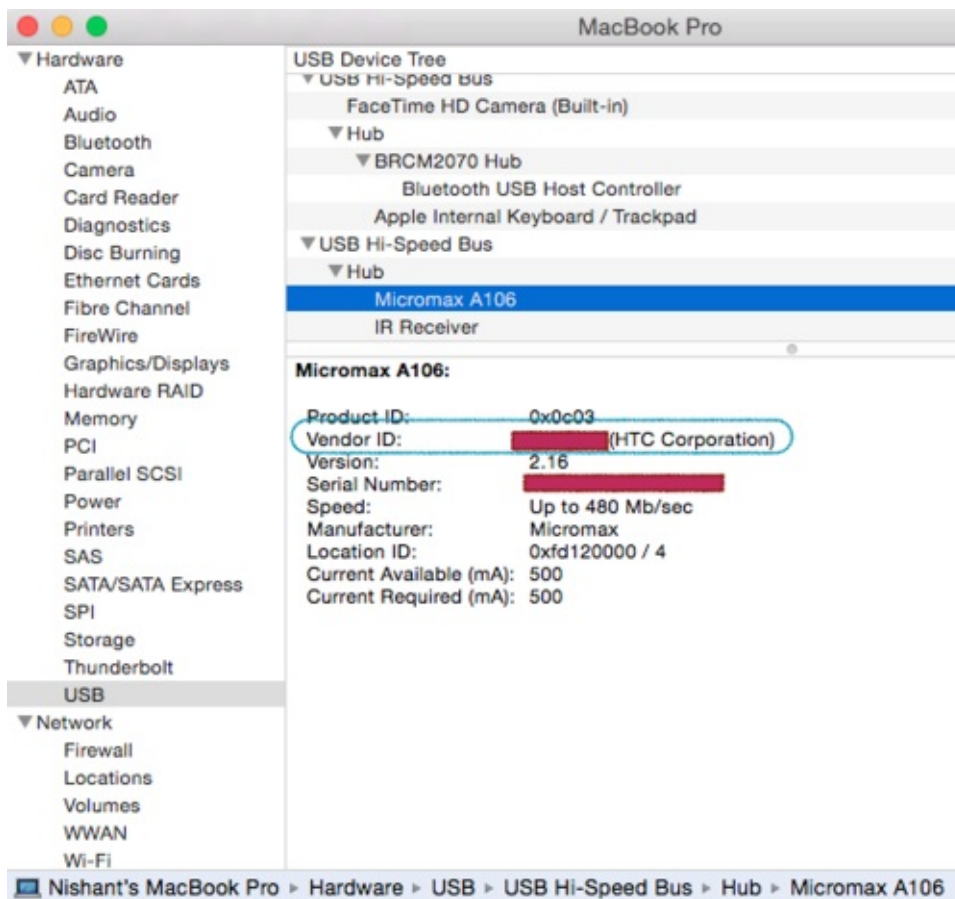 MacBook Pro
Hardware
ATA
Audio
Bluetooth
Camera
Card Reader
Diagnostics
Disc Burning
Ethernet Cards
Fibre Channel
FireWire
Graphics/Displays
Hardware RAID
Memory
PCI
Parallel SCSI
Power
Printers
SAS
SATA/SATA Express
SPI
Storage
Thunderbolt
USB
Network
Firewall
Locations
Volumes
WWAN
Wi-Fi
USB Device Tree
USB Hi-Speed Bus
FaceTime HD Camera (Built-in)
Hub
BRCM2070 Hub
Bluetooth USB Host Controller
Apple Internal Keyboard / Trackpad
USB Hi-Speed Bus
Hub
Micromax A106
IR Receiver
Micromax A106:
Product ID: 0x0c03
Vendor ID: (HTC Corporation)
Version: 2.16
Serial Number:
Speed: Up to 480 Mb/sec
Manufacturer: Micromax
Location ID: 0xfd120000 / 4
Current Available (mA): 500
Current Required (mA): 500
Nishant's MacBook Pro ▸ Hardware ▸ USB ▸ USB Hi-Speed Bus ▸ Hub ▸ Micromax A106